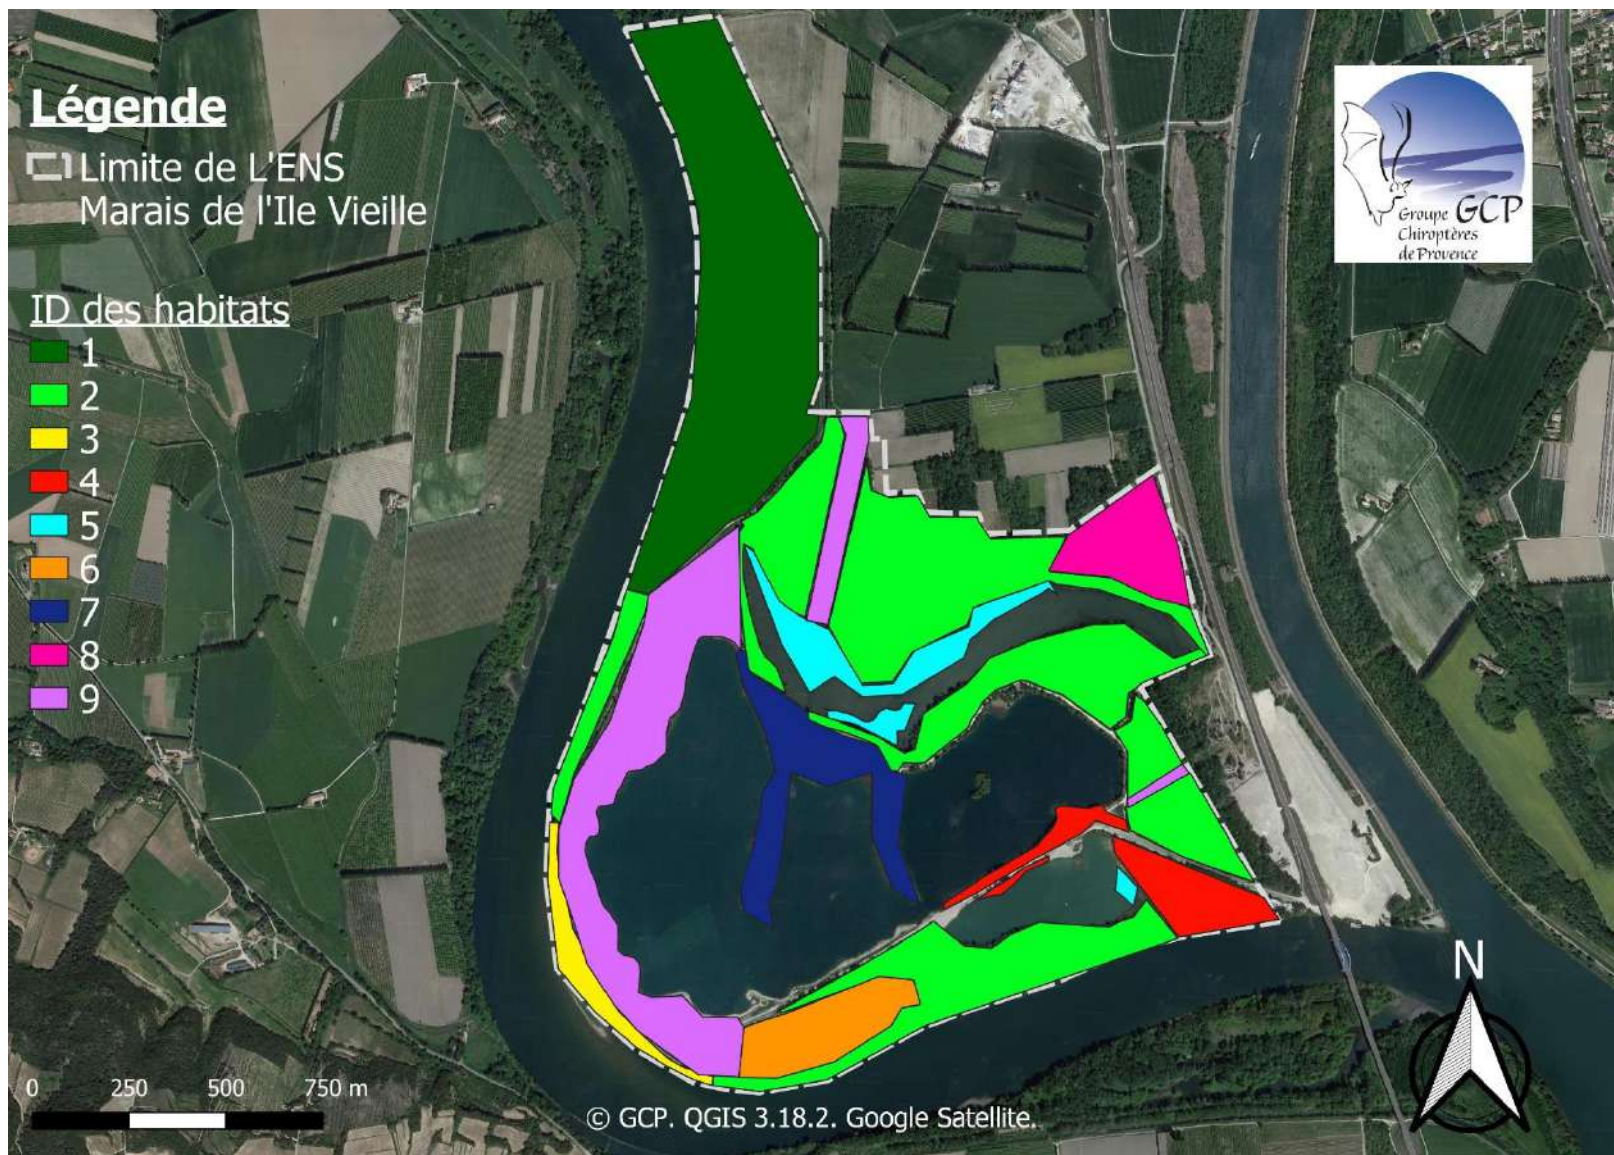 Légende
Limite de L'ENS
Marais de l'Ile Vieille
ID des habitats
1
2
3
4
5
6
7
8
9
Groupe GCP
Chiroptères
de Provence
N
0 250 500 750 m
© GCP. QGIS 3.18.2. Google Satellite.